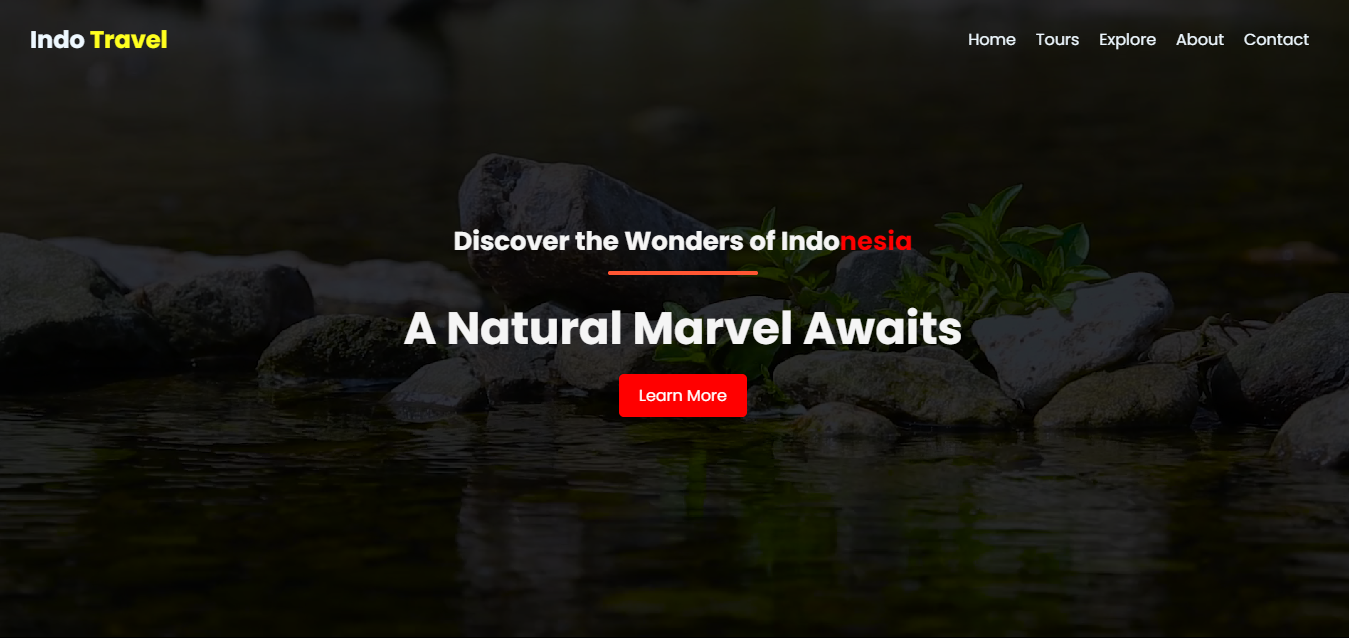 Indo Travel
Home Tours Explore About Contact
Discover the Wonders of Indonesia
A Natural Marvel Awaits
Learn More